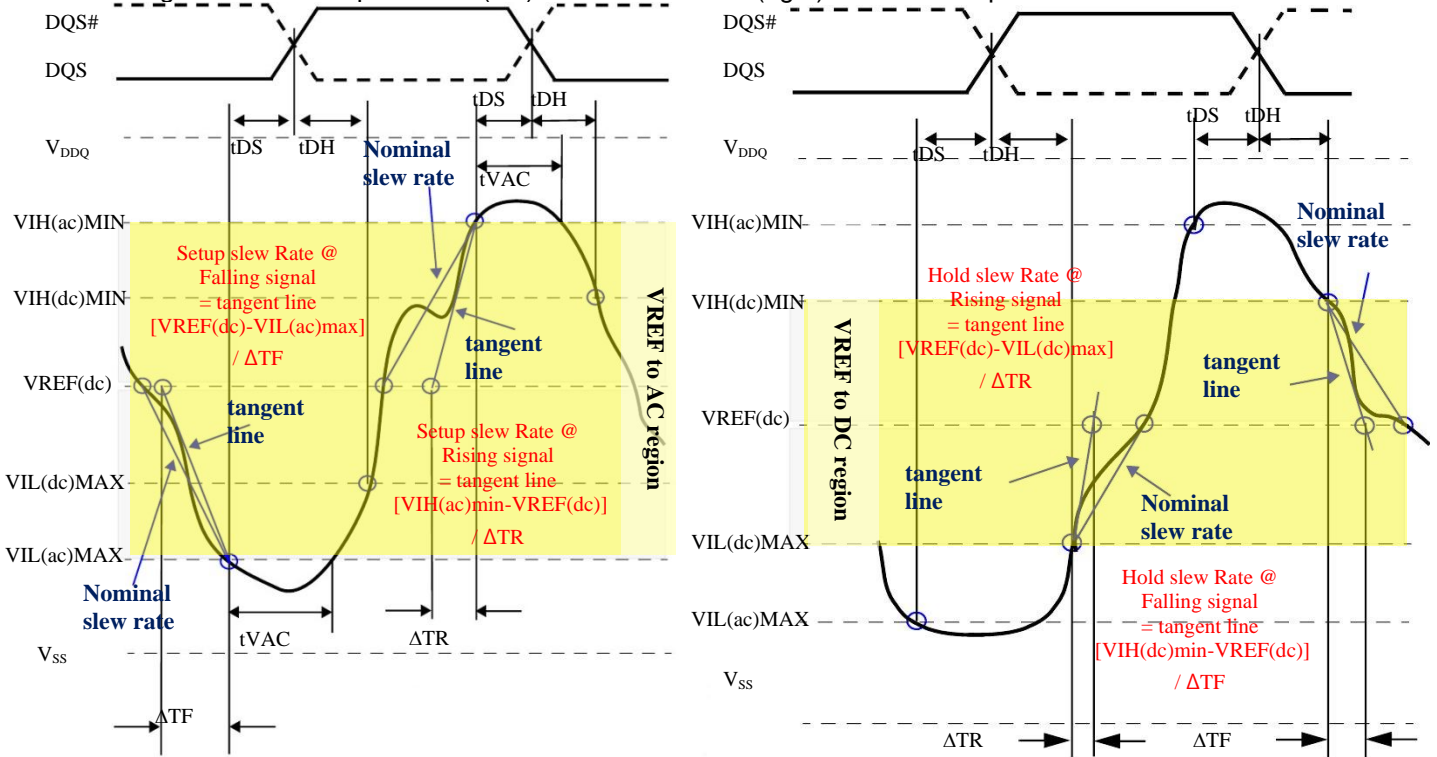 DQS#
DQS
tDS
tDH
tDS
tDH
VDDQ
Nominal
slew rate
tVAC
VIH(ac)MIN
Setup slew Rate @
Falling signal
= tangent line
[VREF(dc)-VIL(ac)max]
/ ΔTF
VIH(dc)MIN
tangent
line
VREF(dc)
tangent
line
Setup slew Rate @
Rising signal
= tangent line
[VIH(ac)min-VREF(dc)]
/ ΔTR
VREF to AC region
VIL(dc)MAX
VIL(ac)MAX
Nominal
slew rate
tVAC
ΔTR
VSS
ΔTF
DQS#
DQS
tDS
tDH
tDS
tDH
VDDQ
VIH(ac)MIN
Nominal
slew rate
Hold slew Rate @
Rising signal
= tangent line
[VREF(dc)-VIL(dc)max]
/ ΔTR
VIH(dc)MIN
tangent
line
VREF to DC region
VREF(dc)
tangent
line
Nominal
slew rate
VIL(dc)MAX
Hold slew Rate @
Falling signal
= tangent line
[VIH(dc)min-VREF(dc)]
/ ΔTF
VIL(ac)MAX
VSS
ΔTR
ΔTF